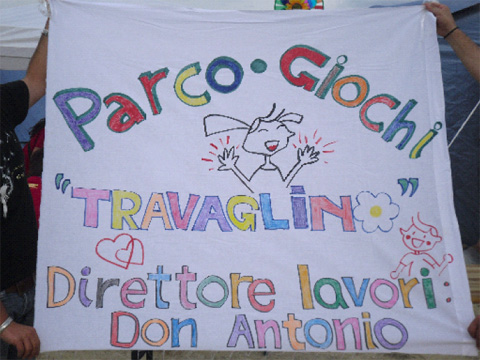 Parco • Giochi
"TRAVAGLINO"
Direttore lavori:
Don Antonio